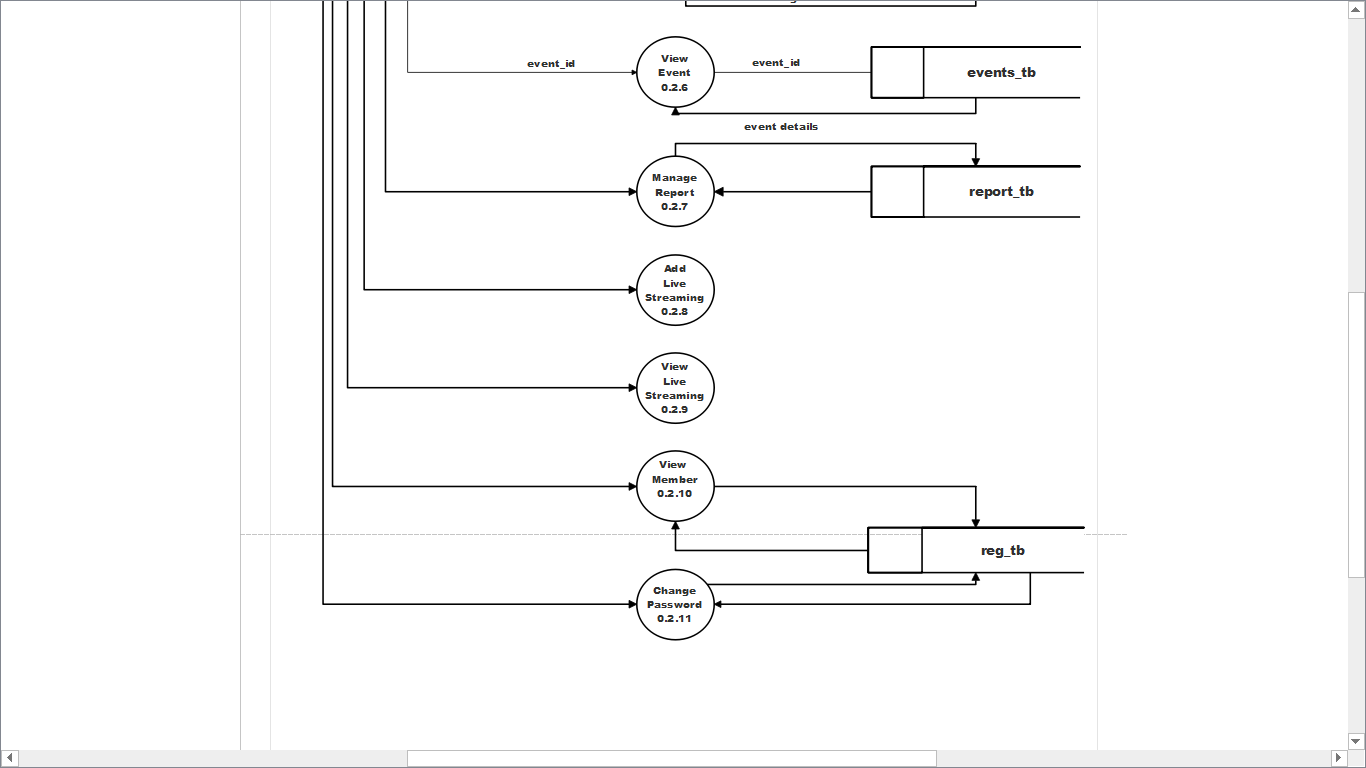 event_id
View
Event
0.2.6
event_id
events_tb
event details
Manage
Report
0.2.7
report_tb
Add
Live
Streaming
0.2.8
View
Live
Streaming
0.2.9
View
Member
0.2.10
reg_tb
Change
Password
0.2.11